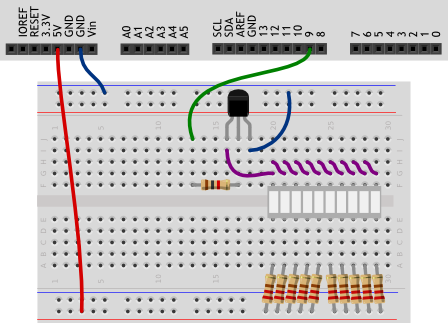 IOREF
RESET
3.3V
5V
GND
GND
Vin
A0
A1
A2
A3
A4
A5
SCL
SDA
AREF
GND
13
12
11
10
9
8
7
6
5
4
3
2
1
0
1 5 10 15 20 25 30
J
I
H
G
F
E
D
C
B
A
1 5 10 15 30